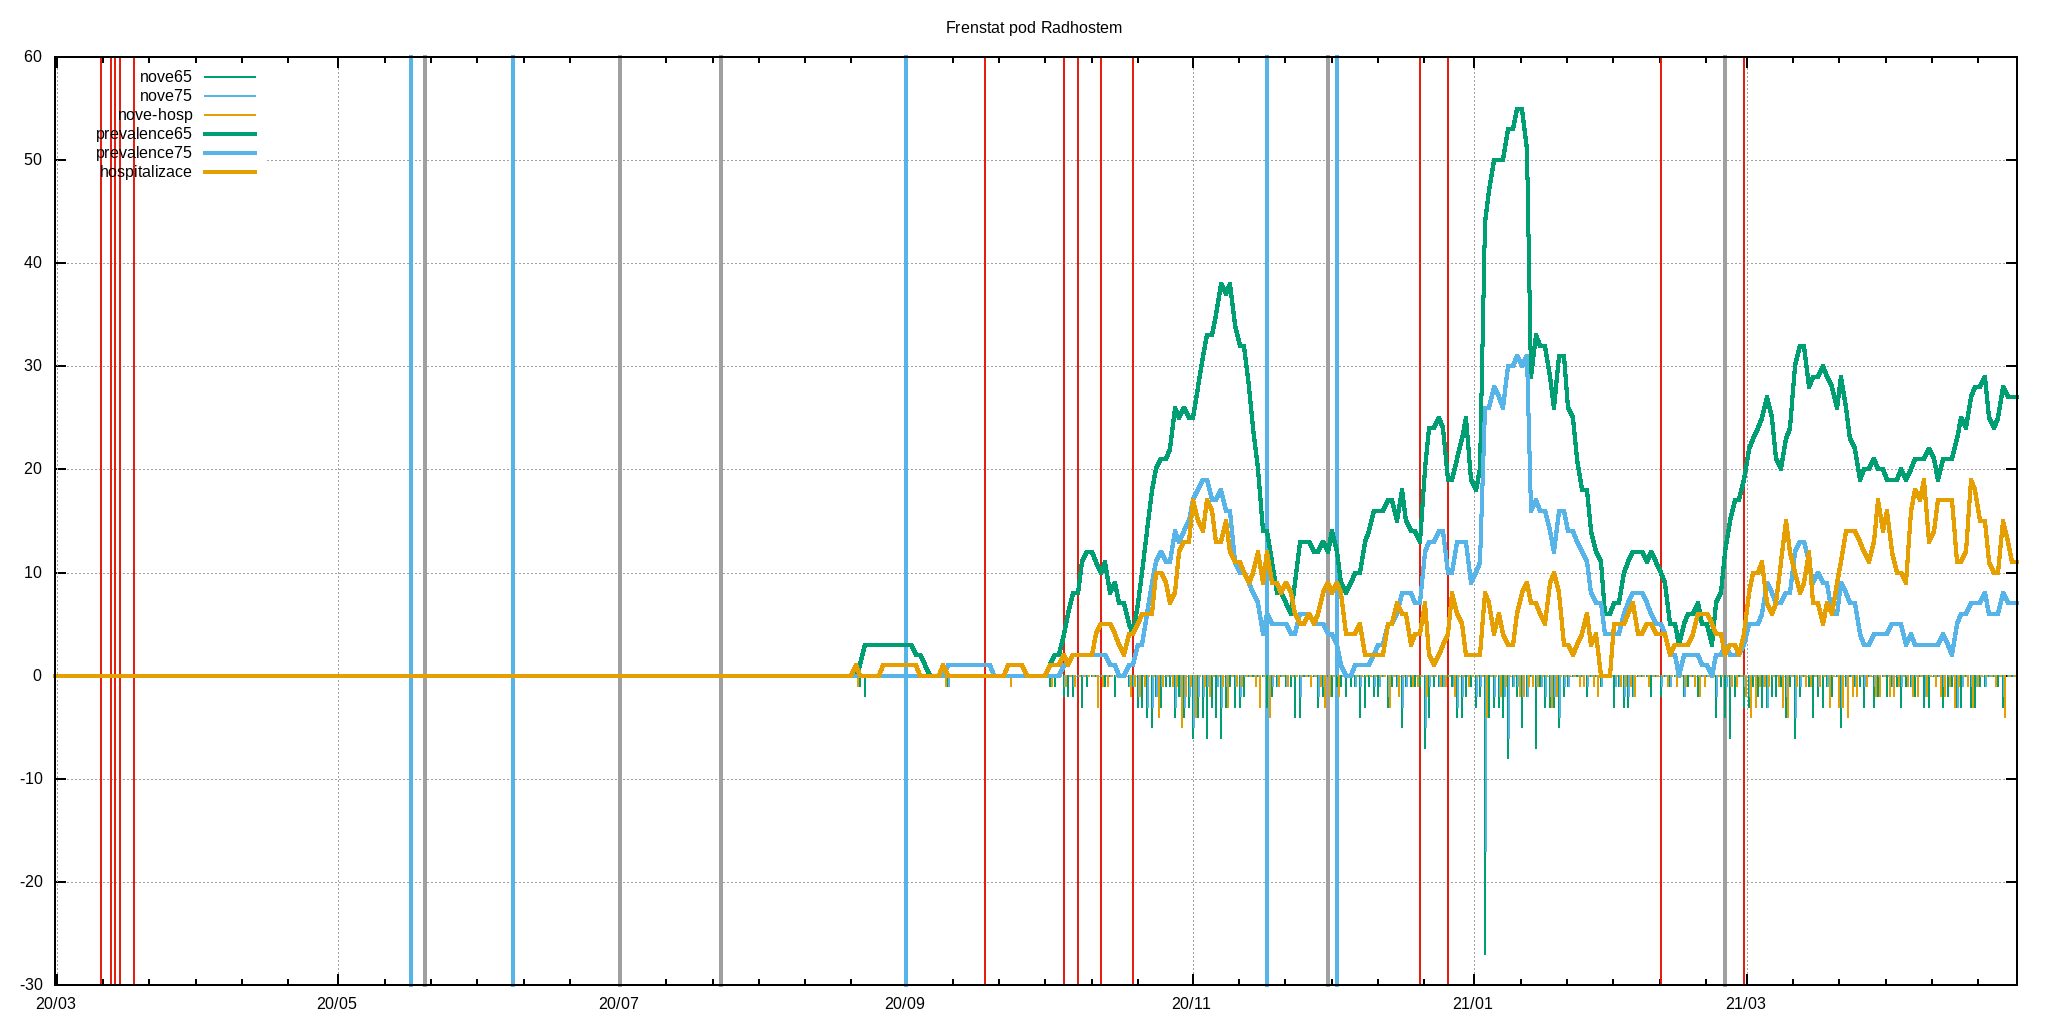 Frenstat pod Radhostem
60
50
40
30
20
10
0
-10
-20
-30
nove65
nove75
nove-hosp
prevalence65
prevalence75
hospitalizace
20/03 20/05 20/07 20/09 20/11 21/01 21/03